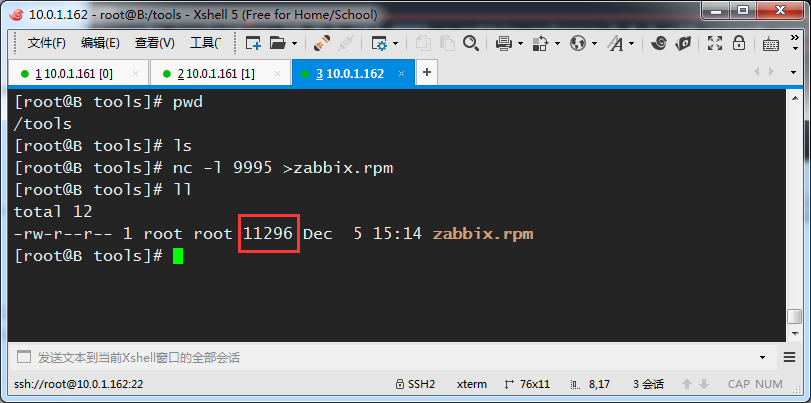 10.0.1.162 - root@B:/tools - Xshell 5 (Free for Home/School)
文件(F) 编辑(E) 查看(V) 工具(
1 10.0.1.161 [0] 2 10.0.1.161 [1] 3 10.0.1.162
[root@B tools]# pwd
/tools
[root@B tools]# ls
[root@B tools]# nc -l 9995 >zabbix.rpm
[root@B tools]# ll
total 12
-rw-r--r-- 1 root root 11296 Dec  5 15:14 zabbix.rpm
[root@B tools]#
发送文本到当前Xshell窗口的全部会话
ssh://root@10.0.1.162:22 SSH2 xterm 76x11 8,17 3 会话 CAP NUM